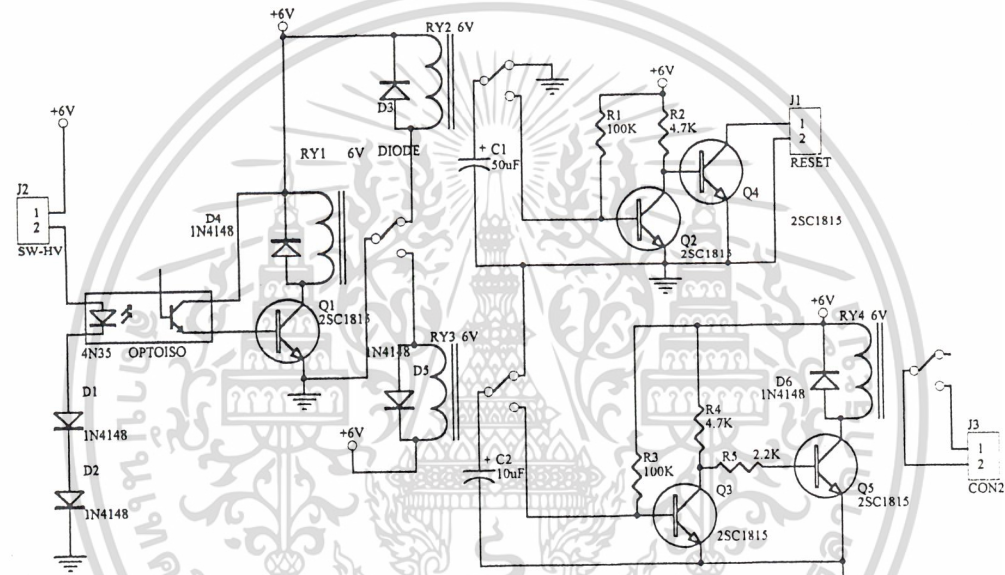 +6V
RY2 6V
+6V
D3
DIODE
+6V
RY1 6V
R1
100K
R2
4.7K
J1
1
2
RESET
+ C1
50uF
Q4
2SC1815
Q2
2SC1815
J2
1
2
SW-HV
D4
1N4148
Q1
2SC1815
4N35
OPTOISO
1N4148
D5
RY3 6V
+6V
+6V
RY4 6V
D6
1N4148
D1
1N4148
D2
1N4148
+ C2
10uF
R4
4.7K
R3
100K
R5
2.2K
Q3
2SC1815
Q5
2SC1815
J3
1
2
CON2